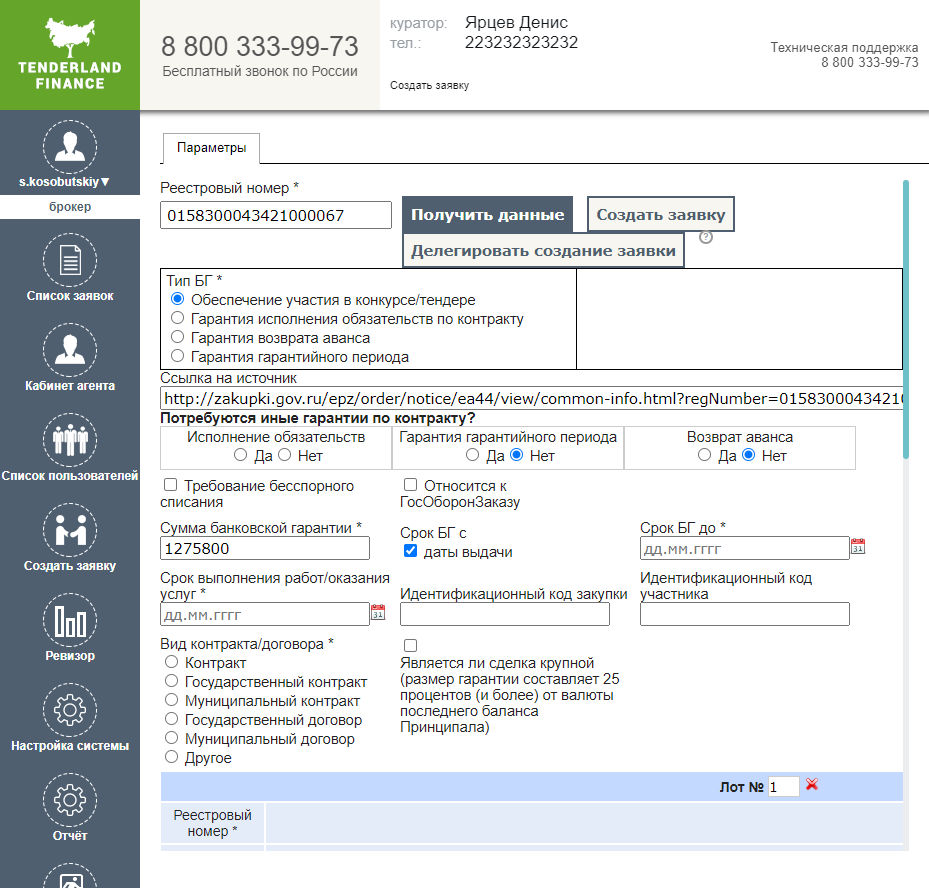 TENDERLAND
FINANCE
8 800 333-99-73
Бесплатный звонок по России
куратор: Ярцев Денис
тел.: 223232323232
Создать заявку
Техническая поддержка
8 800 333-99-73
s.kosobutskiy▼
брокер
Список заявок
Кабинет агента
Список пользователей
Создать заявку
Ревизор
Настройка системы
Отчёт
Параметры
Реестровый номер *
0158300043421000067
Получить данные
Создать заявку
Делегировать создание заявки
?
Тип БГ *
Обеспечение участия в конкурсе/тендере
Гарантия исполнения обязательств по контракту
Гарантия возврата аванса
Гарантия гарантийного периода
Ссылка на источник
http://zakupki.gov.ru/epz/order/notice/ea44/view/common-info.html?regNumber=01583000434210
Потребуются иные гарантии по контракту?
Исполнение обязательств
Да Нет
Гарантия гарантийного периода
Да Нет
Возврат аванса
Да Нет
Требование бесспорного
списания
Относится к
ГосОборонЗаказу
Сумма банковской гарантии *
1275800
Срок БГ с
даты выдачи
Срок БГ до *
дд.мм.гггг
31
Срок выполнения работ/оказания
услуг *
дд.мм.гггг
31
Идентификационный код закупки
Идентификационный код
участника
Вид контракта/договора *
Контракт
Государственный контракт
Муниципальный контракт
Государственный договор
Муниципальный договор
Другое
Является ли сделка крупной
(размер гарантии составляет 25
процентов (и более) от валюты
последнего баланса
Принципала)
Лот № 1
Реестровый
номер *